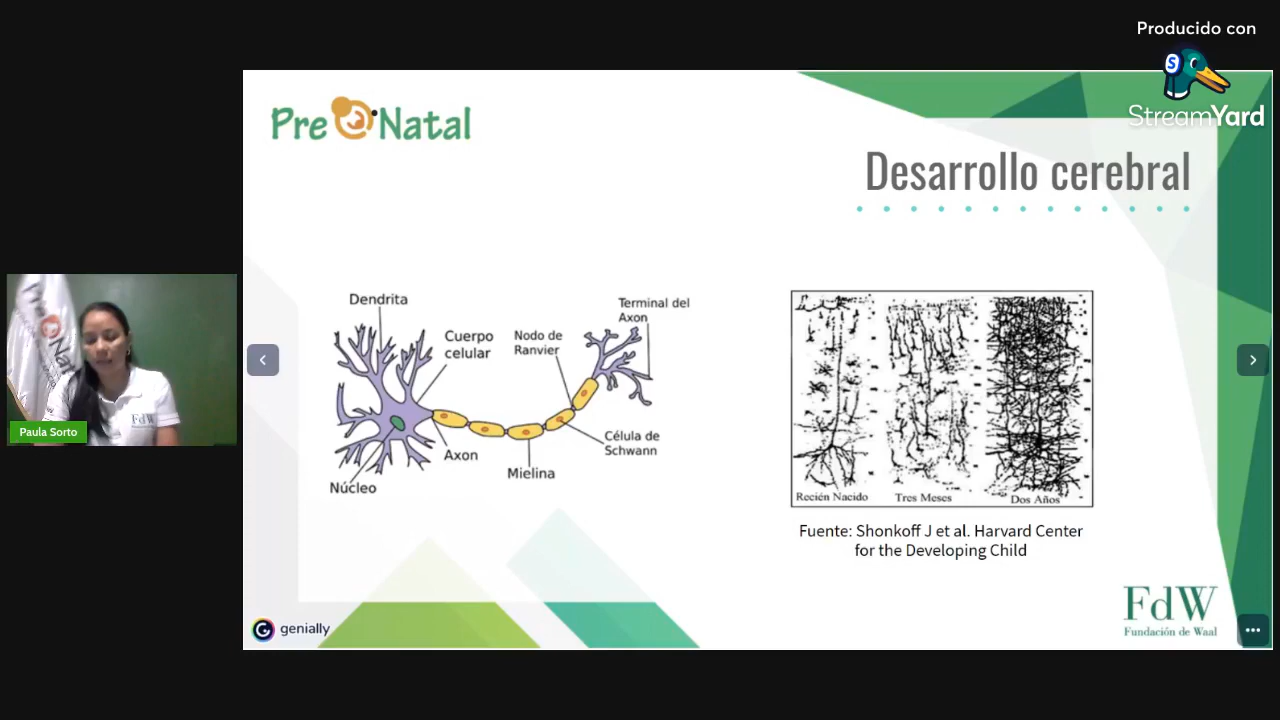 Producido con
StreamYard
Pre Natal
Desarrollo cerebral
Dendrita
Cuerpo
celular
Nodo de
Ranvier
Terminal del
Axon
Célula de
Schwann
Axon
Mielina
Núcleo
Recién Nacido
Tres Meses
Dos Años
Fuente: Shonkoff J et al. Harvard Center
for the Developing Child
FdW
Paula Sorto
genially
FdW
Fundación de Waal